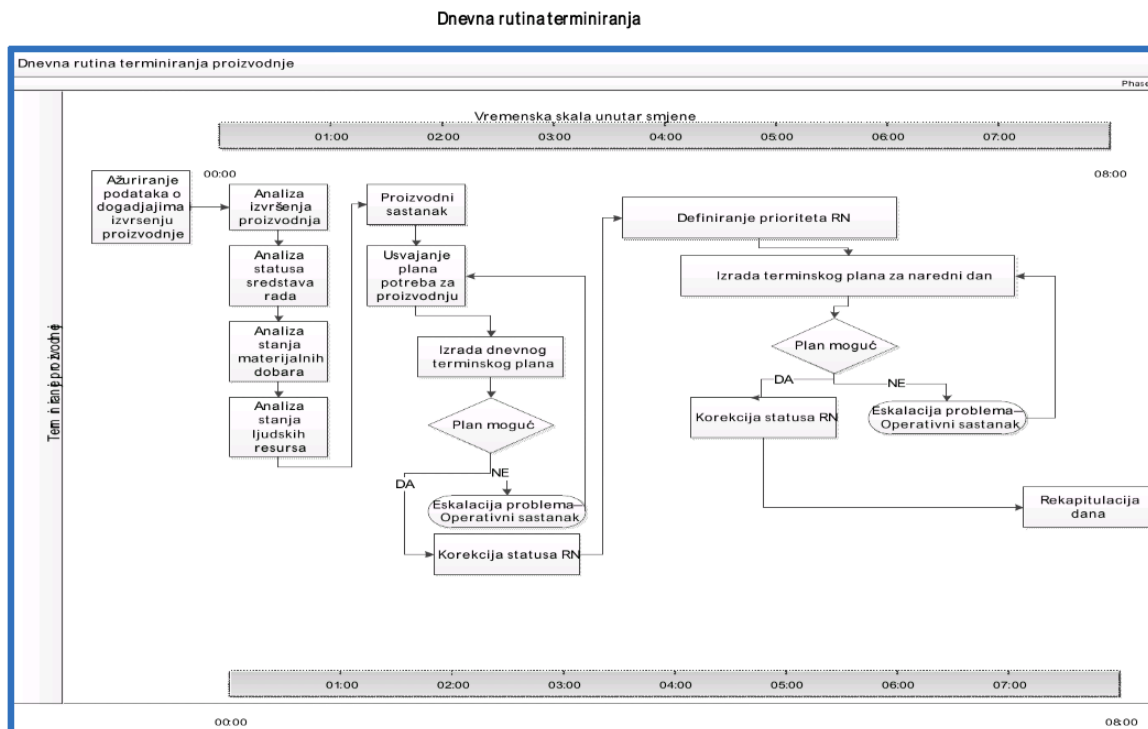 Dnevna rutina terminiranja
Dnevna rutina terminiranja proizvodnje
Phase
Vremenska skala unutar smjene
01:00 02:00 03:00 04:00 05:00 06:00 07:00
00:00
08:00
Ažuriranje
podataka o
dogadjajima
izvrsenju
proizvodnje
Analiza
izvršenja
proizvodnja
Analiza
statusa
sredstava
rada
Analiza
stanja
materijalnih
dobara
Analiza
stanja
ljudskih
resursa
Proizvodni
sastanak
Usvajanje
plana
potreba za
proizvodnju
Izrada dnevnog
terminskog plana
Plan moguć
DA
NE
Eskalacija problema–
Operativni sastanak
Korekcija statusa RN
Definiranje prioriteta RN
Izrada terminskog plana za naredni dan
Plan moguć
DA
NE
Korekcija statusa RN
Eskalacija problema–
Operativni sastanak
Rekapitulacija
dana
Terminiranje proizvodnje
01:00 02:00 03:00 04:00 05:00 06:00 07:00
00:00
08:00